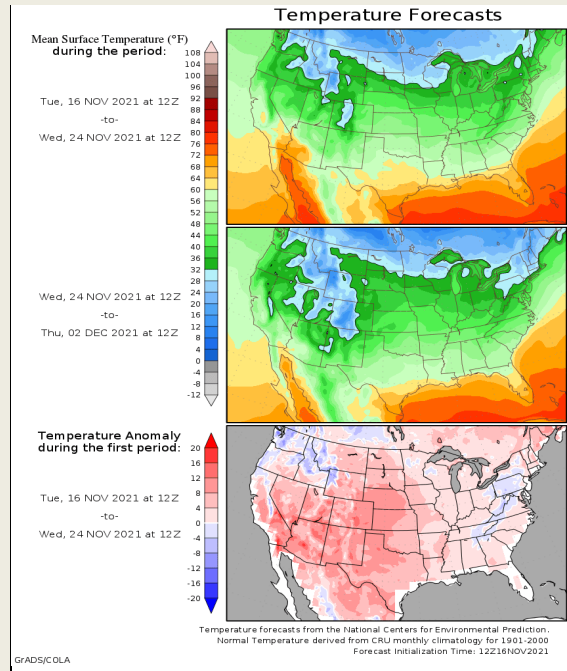 Temperature Forecasts
Mean Surface Temperature (°F)
during the period:
Tue, 16 NOV 2021 at 12Z
-to-
Wed, 24 NOV 2021 at 12Z
108
104
100
96
92
88
84
80
76
72
68
64
60
56
52
48
44
40
36
32
28
24
20
16
12
8
4
0
-4
-8
-12
Wed, 24 NOV 2021 at 12Z
-to-
Thu, 02 DEC 2021 at 12Z
Temperature Anomaly
during the first period:
Tue, 16 NOV 2021 at 12Z
-to-
Wed, 24 NOV 2021 at 12Z
20
16
12
8
4
0
-4
-8
-12
-16
-20
Temperature forecasts from the National Centers for Environmental Prediction.
Normal Temperature derived from CRU monthly climatology for 1901-2000
Forecast Initialization Time: 12Z16NOV2021
GrADS/COLA